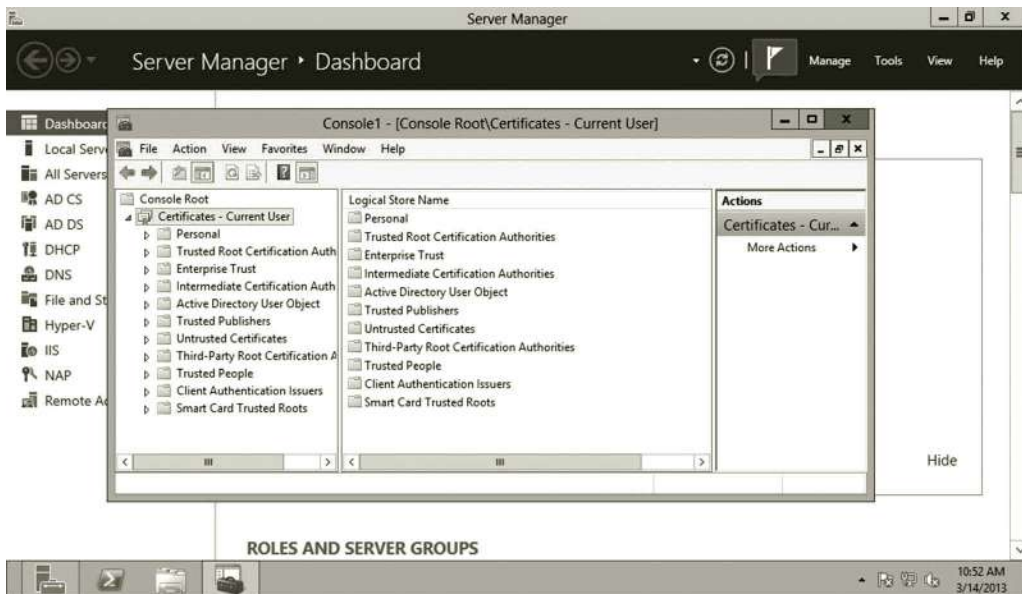 Server Manager
Server Manager • Dashboard
Manage Tools View Help
Dashboard
Local Serv
All Servers
AD CS
AD DS
DHCP
DNS
File and St
Hyper-V
IIS
NAP
Remote Ac
Console1 - [Console Root\Certificates - Current User]
File Action View Favorites Window Help
Console Root
Certificates - Current User
Personal
Trusted Root Certification Auth
Enterprise Trust
Intermediate Certification Auth
Active Directory User Object
Trusted Publishers
Untrusted Certificates
Third-Party Root Certification A
Trusted People
Client Authentication Issuers
Smart Card Trusted Roots
Logical Store Name
Personal
Trusted Root Certification Authorities
Enterprise Trust
Intermediate Certification Authorities
Active Directory User Object
Trusted Publishers
Untrusted Certificates
Third-Party Root Certification Authorities
Trusted People
Client Authentication Issuers
Smart Card Trusted Roots
Actions
Certificates - Cur...
More Actions
Hide
ROLES AND SERVER GROUPS
10:52 AM
3/14/2013